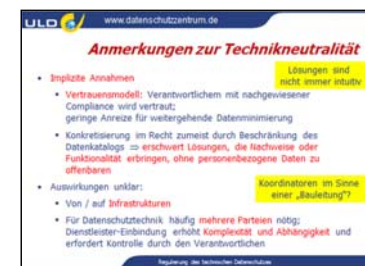 ULD
www.datenschutzzentrum.de
Anmerkungen zur Technikneutralität
Lösungen sind
nicht immer intuitiv
• Implizite Annahmen
▪ Vertrauensmodell: Verantwortlichem mit nachgewiesener
Compliance wird vertraut;
geringe Anreize für weitergehende Datenminimierung
▪ Konkretisierung im Recht zumeist durch Beschränkung des
Datenkatalogs ⇒ erschwert Lösungen, die Nachweise oder
Funktionalität erbringen, ohne personenbezogene Daten zu
offenbaren
Koordinatoren im Sinne
einer „Bauleitung"?
• Auswirkungen unklar:
▪ Von / auf Infrastrukturen
▪ Für Datenschutztechnik häufig mehrere Parteien nötig;
Dienstleister-Einbindung erhöht Komplexität und Abhängigkeit und
erfordert Kontrolle durch den Verantwortlichen
Regulierung des technischen Datenschutzes